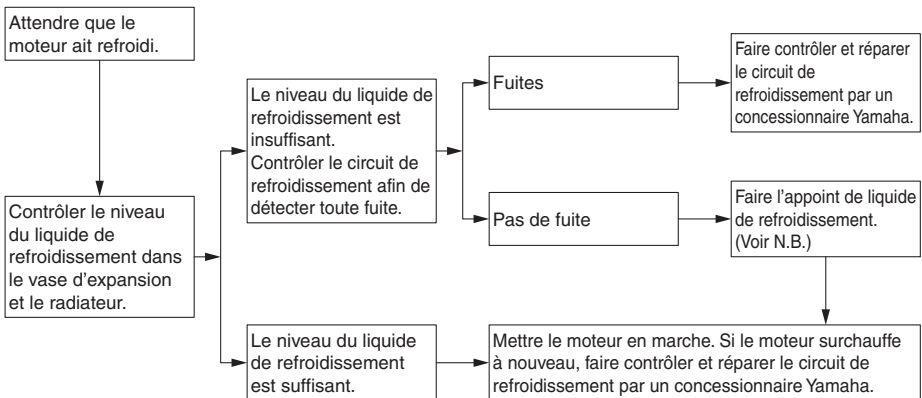 Attendre que le
moteur ait refroidi.
Contrôler le niveau
du liquide de
refroidissement dans
le vase d’expansion
et le radiateur.
Le niveau du liquide de
refroidissement est
insuffisant.
Contrôler le circuit de
refroidissement afin de
détecter toute fuite.
Fuites
Faire contrôler et réparer
le circuit de
refroidissement par un
concessionnaire Yamaha.
Pas de fuite
Faire l’appoint de liquide
de refroidissement.
(Voir N.B.)
Le niveau du liquide
de refroidissement
est suffisant.
Mettre le moteur en marche. Si le moteur surchauffe
à nouveau, faire contrôler et réparer le circuit de
refroidissement par un concessionnaire Yamaha.